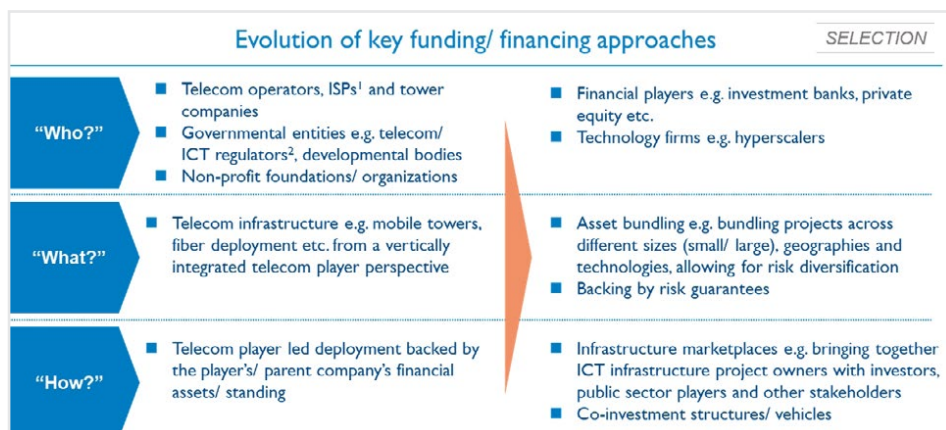 Evolution of key funding/ financing approaches
SELECTION
“Who?”
■ Telecom operators, ISPs¹ and tower
companies
■ Governmental entities e.g. telecom/
ICT regulators², developmental bodies
■ Non-profit foundations/ organizations
■ Financial players e.g. investment banks, private
equity etc.
■ Technology firms e.g. hyperscalers
“What?”
■ Telecom infrastructure e.g. mobile towers,
fiber deployment etc. from a vertically
integrated telecom player perspective
■ Asset bundling e.g. bundling projects across
different sizes (small/ large), geographies and
technologies, allowing for risk diversification
■ Backing by risk guarantees
“How?”
■ Telecom player led deployment backed by
the player’s/ parent company’s financial
assets/ standing
■ Infrastructure marketplaces e.g. bringing together
ICT infrastructure project owners with investors,
public sector players and other stakeholders
■ Co-investment structures/ vehicles